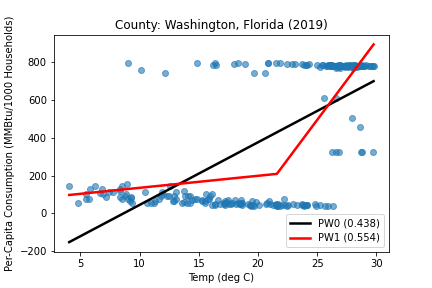 County: Washington, Florida (2019)
Per-Capita Consumption (MMBtu/1000 Households)
800
600
400
200
0
−200
5
10
15
20
25
30
Temp (deg C)
PW0 (0.438)
PW1 (0.554)